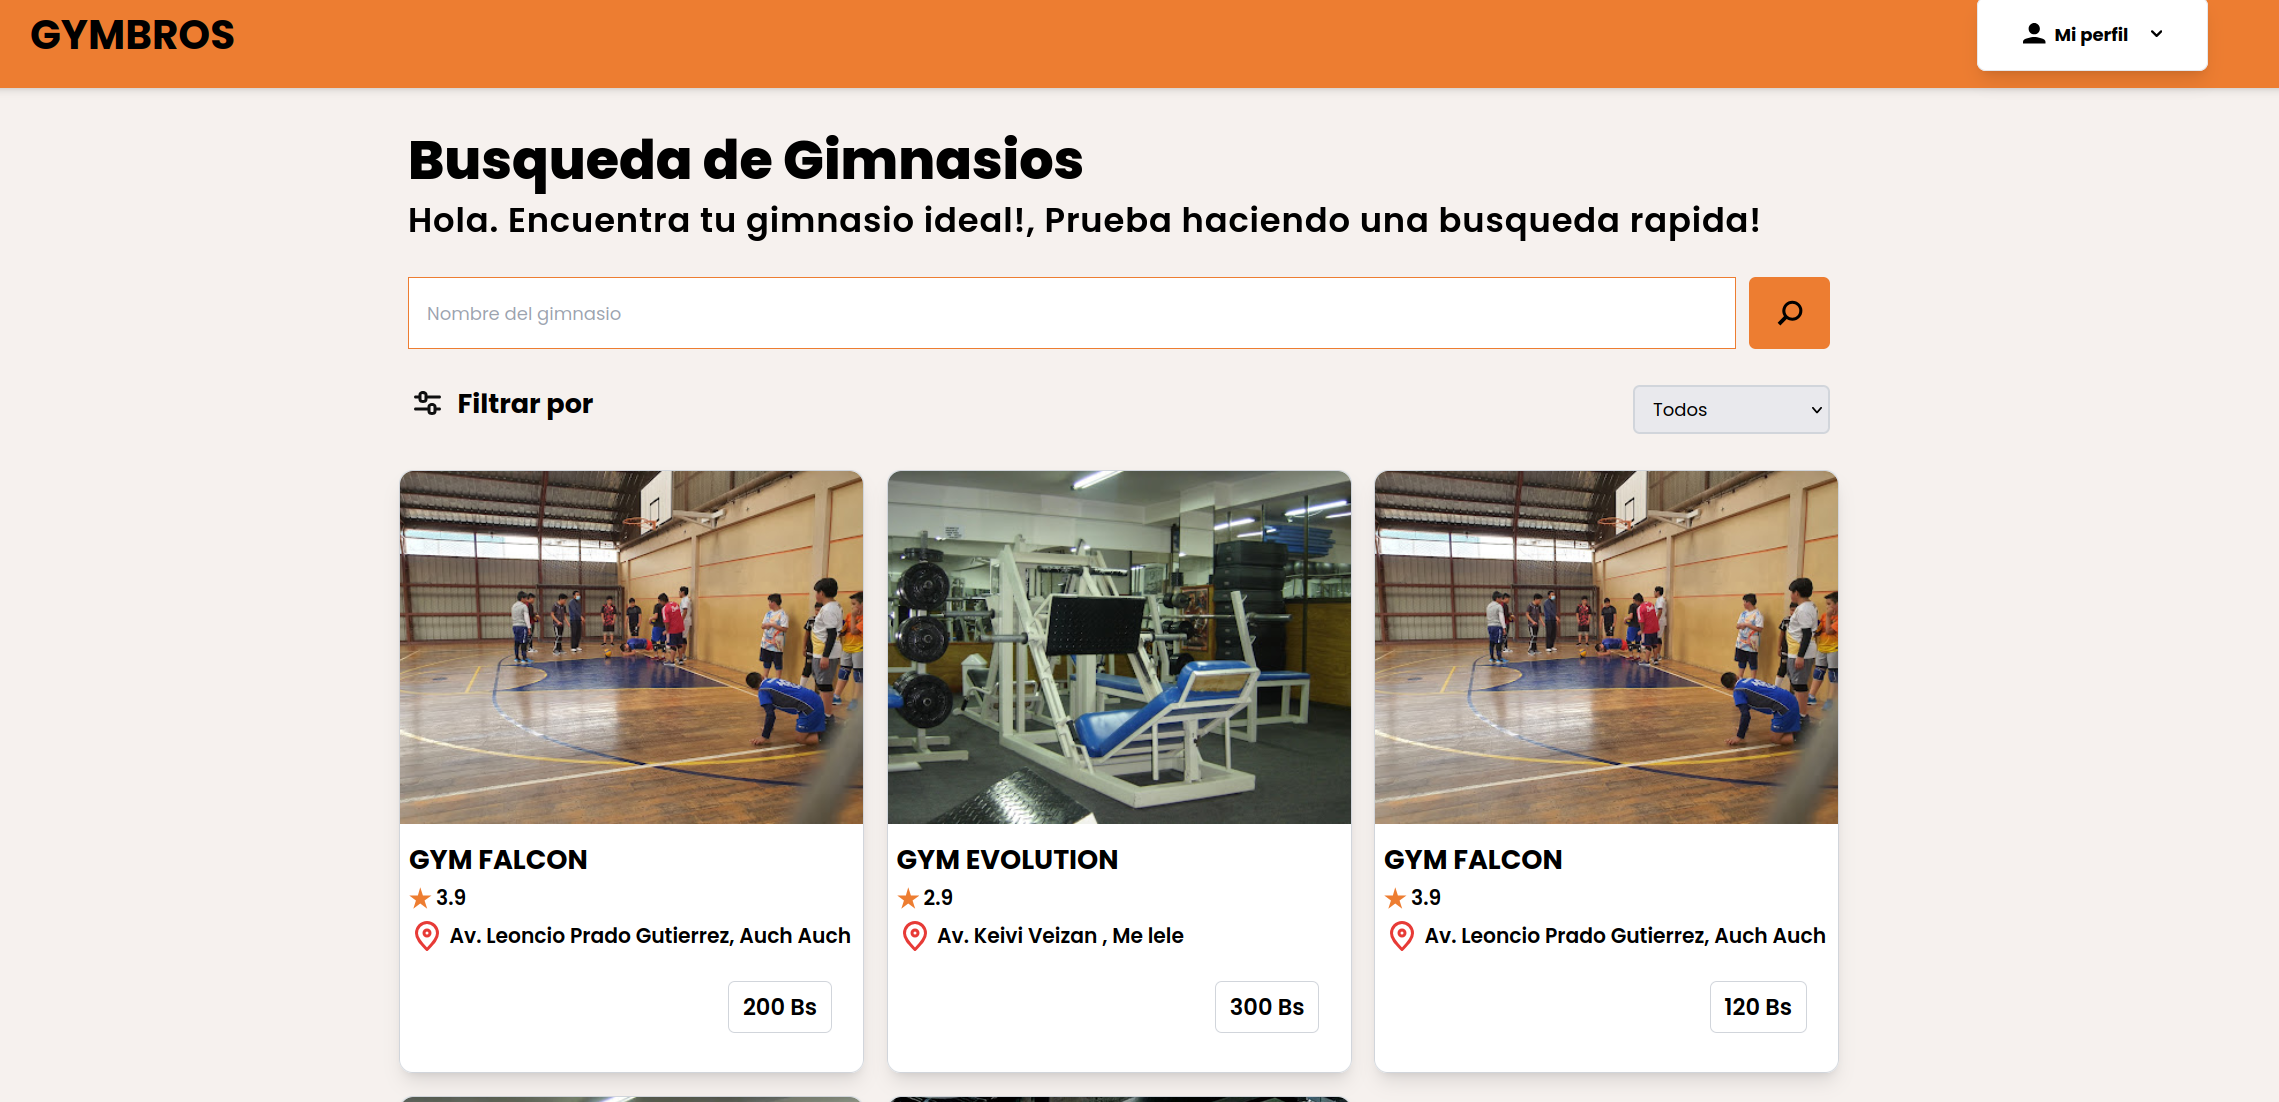 GYMBROS
Mi perfil
Busqueda de Gimnasios
Hola. Encuentra tu gimnasio ideal!, Prueba haciendo una busqueda rapida!
Nombre del gimnasio
Filtrar por
Todos
GYM FALCON
3.9
Av. Leoncio Prado Gutierrez, Auch Auch
200 Bs
GYM EVOLUTION
2.9
Av. Keivi Veizan , Me lele
300 Bs
GYM FALCON
3.9
Av. Leoncio Prado Gutierrez, Auch Auch
120 Bs